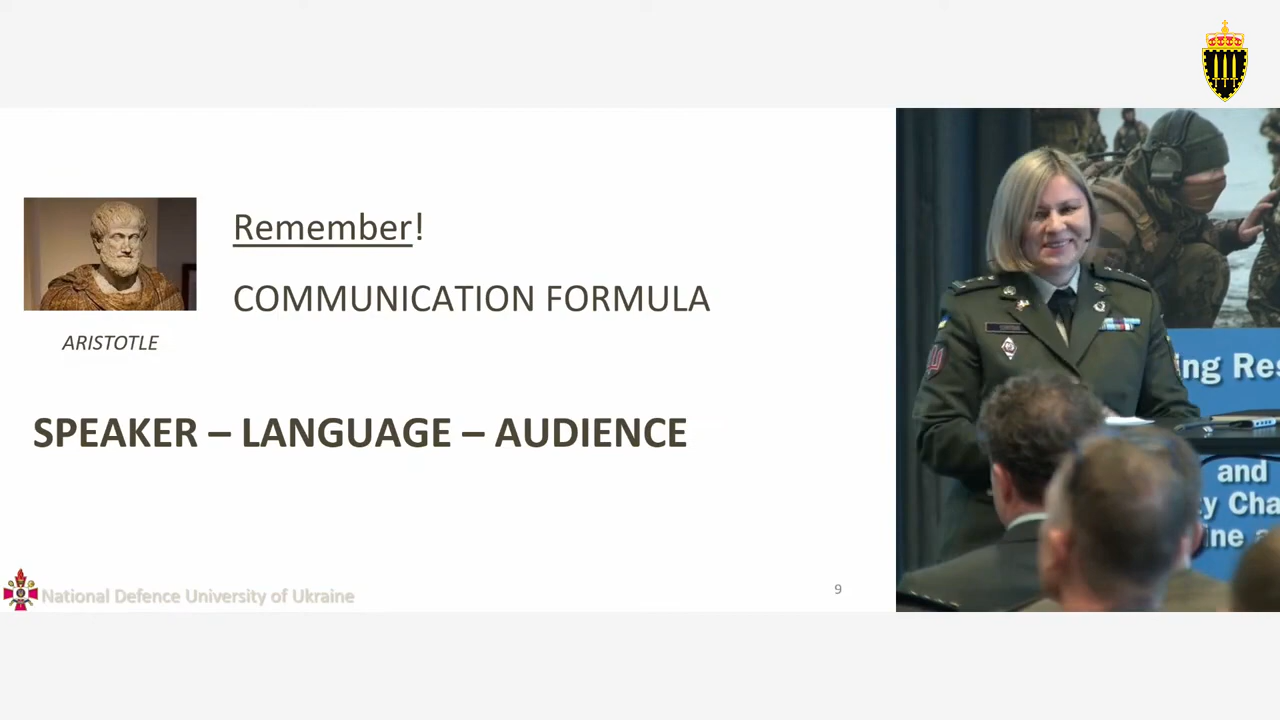 Remember!
COMMUNICATION FORMULA
ARISTOTLE
SPEAKER – LANGUAGE – AUDIENCE
National Defence University of Ukraine
9
ing Res
and
y Cha
ine a